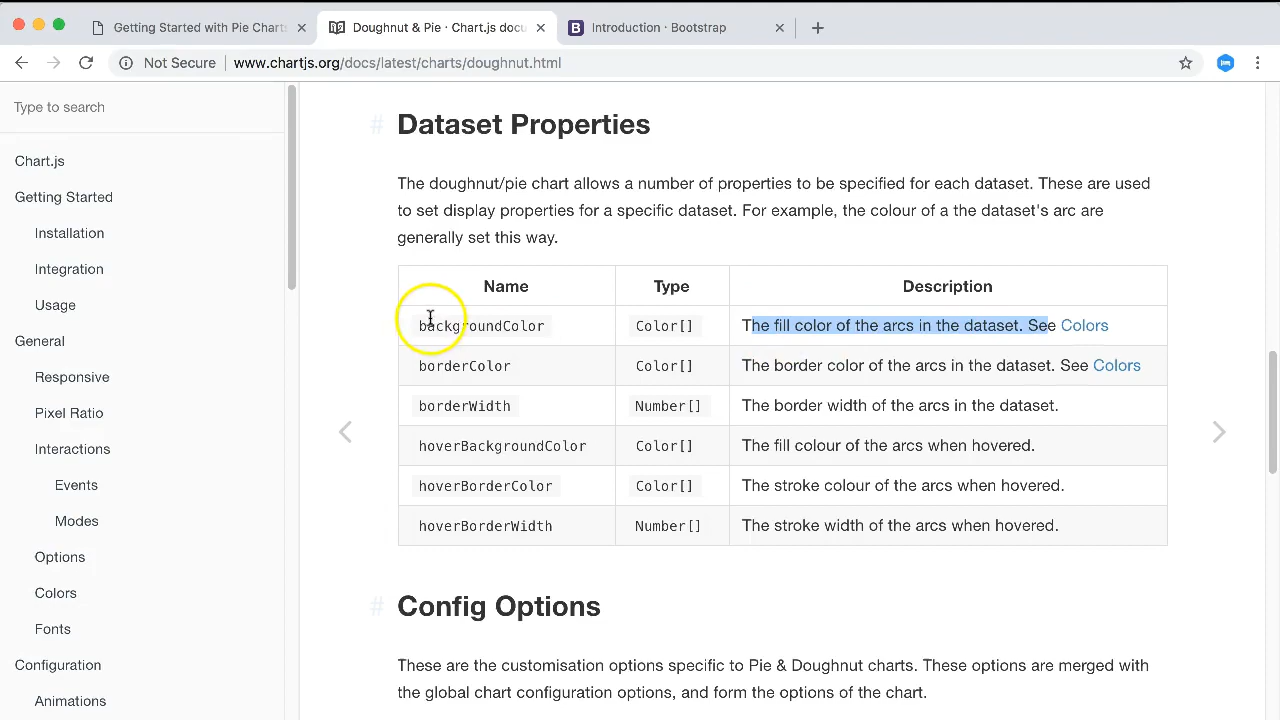 Getting Started with Pie Charts
Doughnut & Pie · Chart.js docu
Introduction · Bootstrap
Not Secure
www.chartjs.org/docs/latest/charts/doughnut.html
Type to search
Chart.js
Getting Started
Installation
Integration
Usage
General
Responsive
Pixel Ratio
Interactions
Events
Modes
Options
Colors
Fonts
Configuration
Animations
# Dataset Properties
The doughnut/pie chart allows a number of properties to be specified for each dataset. These are used
to set display properties for a specific dataset. For example, the colour of a the dataset's arc are
generally set this way.
Name Type Description
backgroundColor Color[] The fill color of the arcs in the dataset. See Colors
borderColor Color[] The border color of the arcs in the dataset. See Colors
borderWidth Number[] The border width of the arcs in the dataset.
hoverBackgroundColor Color[] The fill colour of the arcs when hovered.
hoverBorderColor Color[] The stroke colour of the arcs when hovered.
hoverBorderWidth Number[] The stroke width of the arcs when hovered.
# Config Options
These are the customisation options specific to Pie & Doughnut charts. These options are merged with
the global chart configuration options, and form the options of the chart.